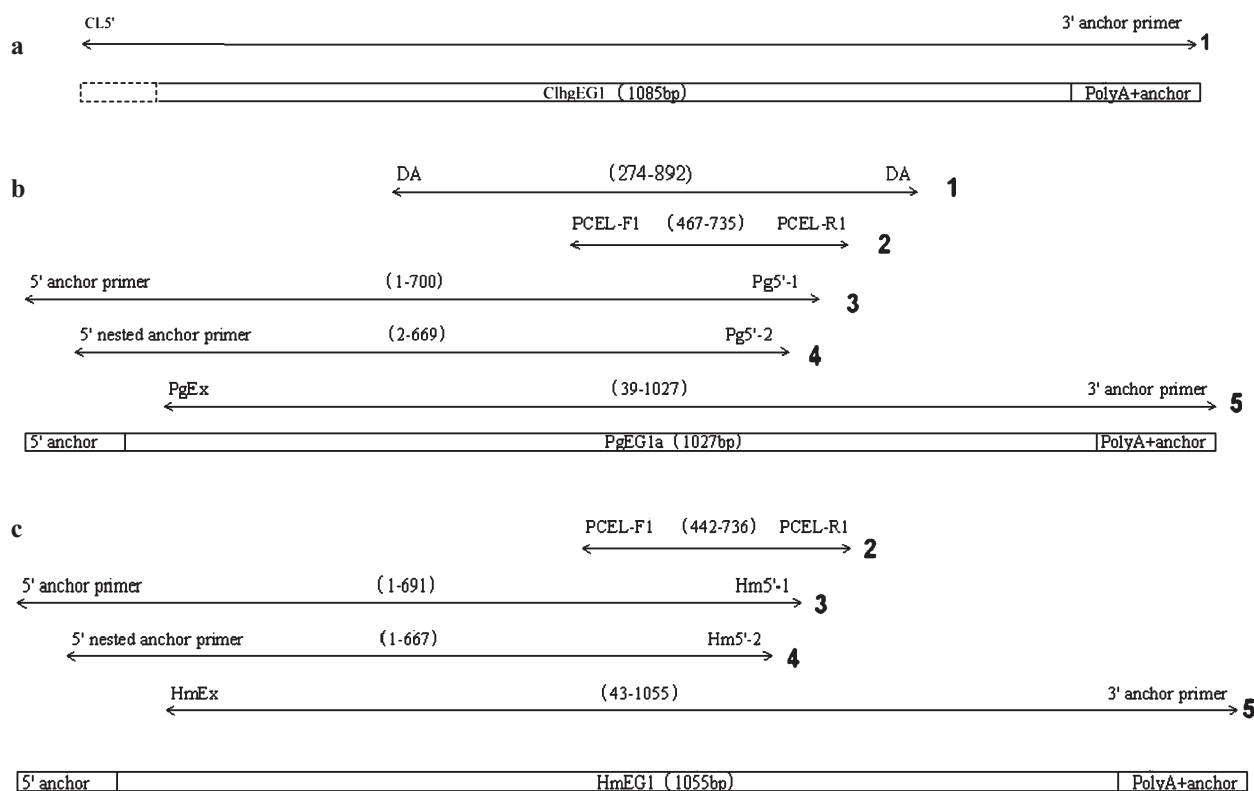 CL5' 3' anchor primer
a 1
ClhgEG1 (1085bp) PolyA+anchor
DA (274-892) DA
b 1
PCEL-F1 (467-735) PCEL-R1
2
5' anchor primer (1-700) Pg5'-1
3
5' nested anchor primer (2-669) Pg5'-2
4
PgEx (39-1027) 3' anchor primer
5
5' anchor PgEG1a (1027bp) PolyA+anchor
c PCEL-F1 (442-736) PCEL-R1
2
5' anchor primer (1-691) Hm5'-1
3
5' nested anchor primer (1-667) Hm5'-2
4
HmEx (43-1055) 3' anchor primer
5
5' anchor HmEG1 (1055bp) PolyA+anchor